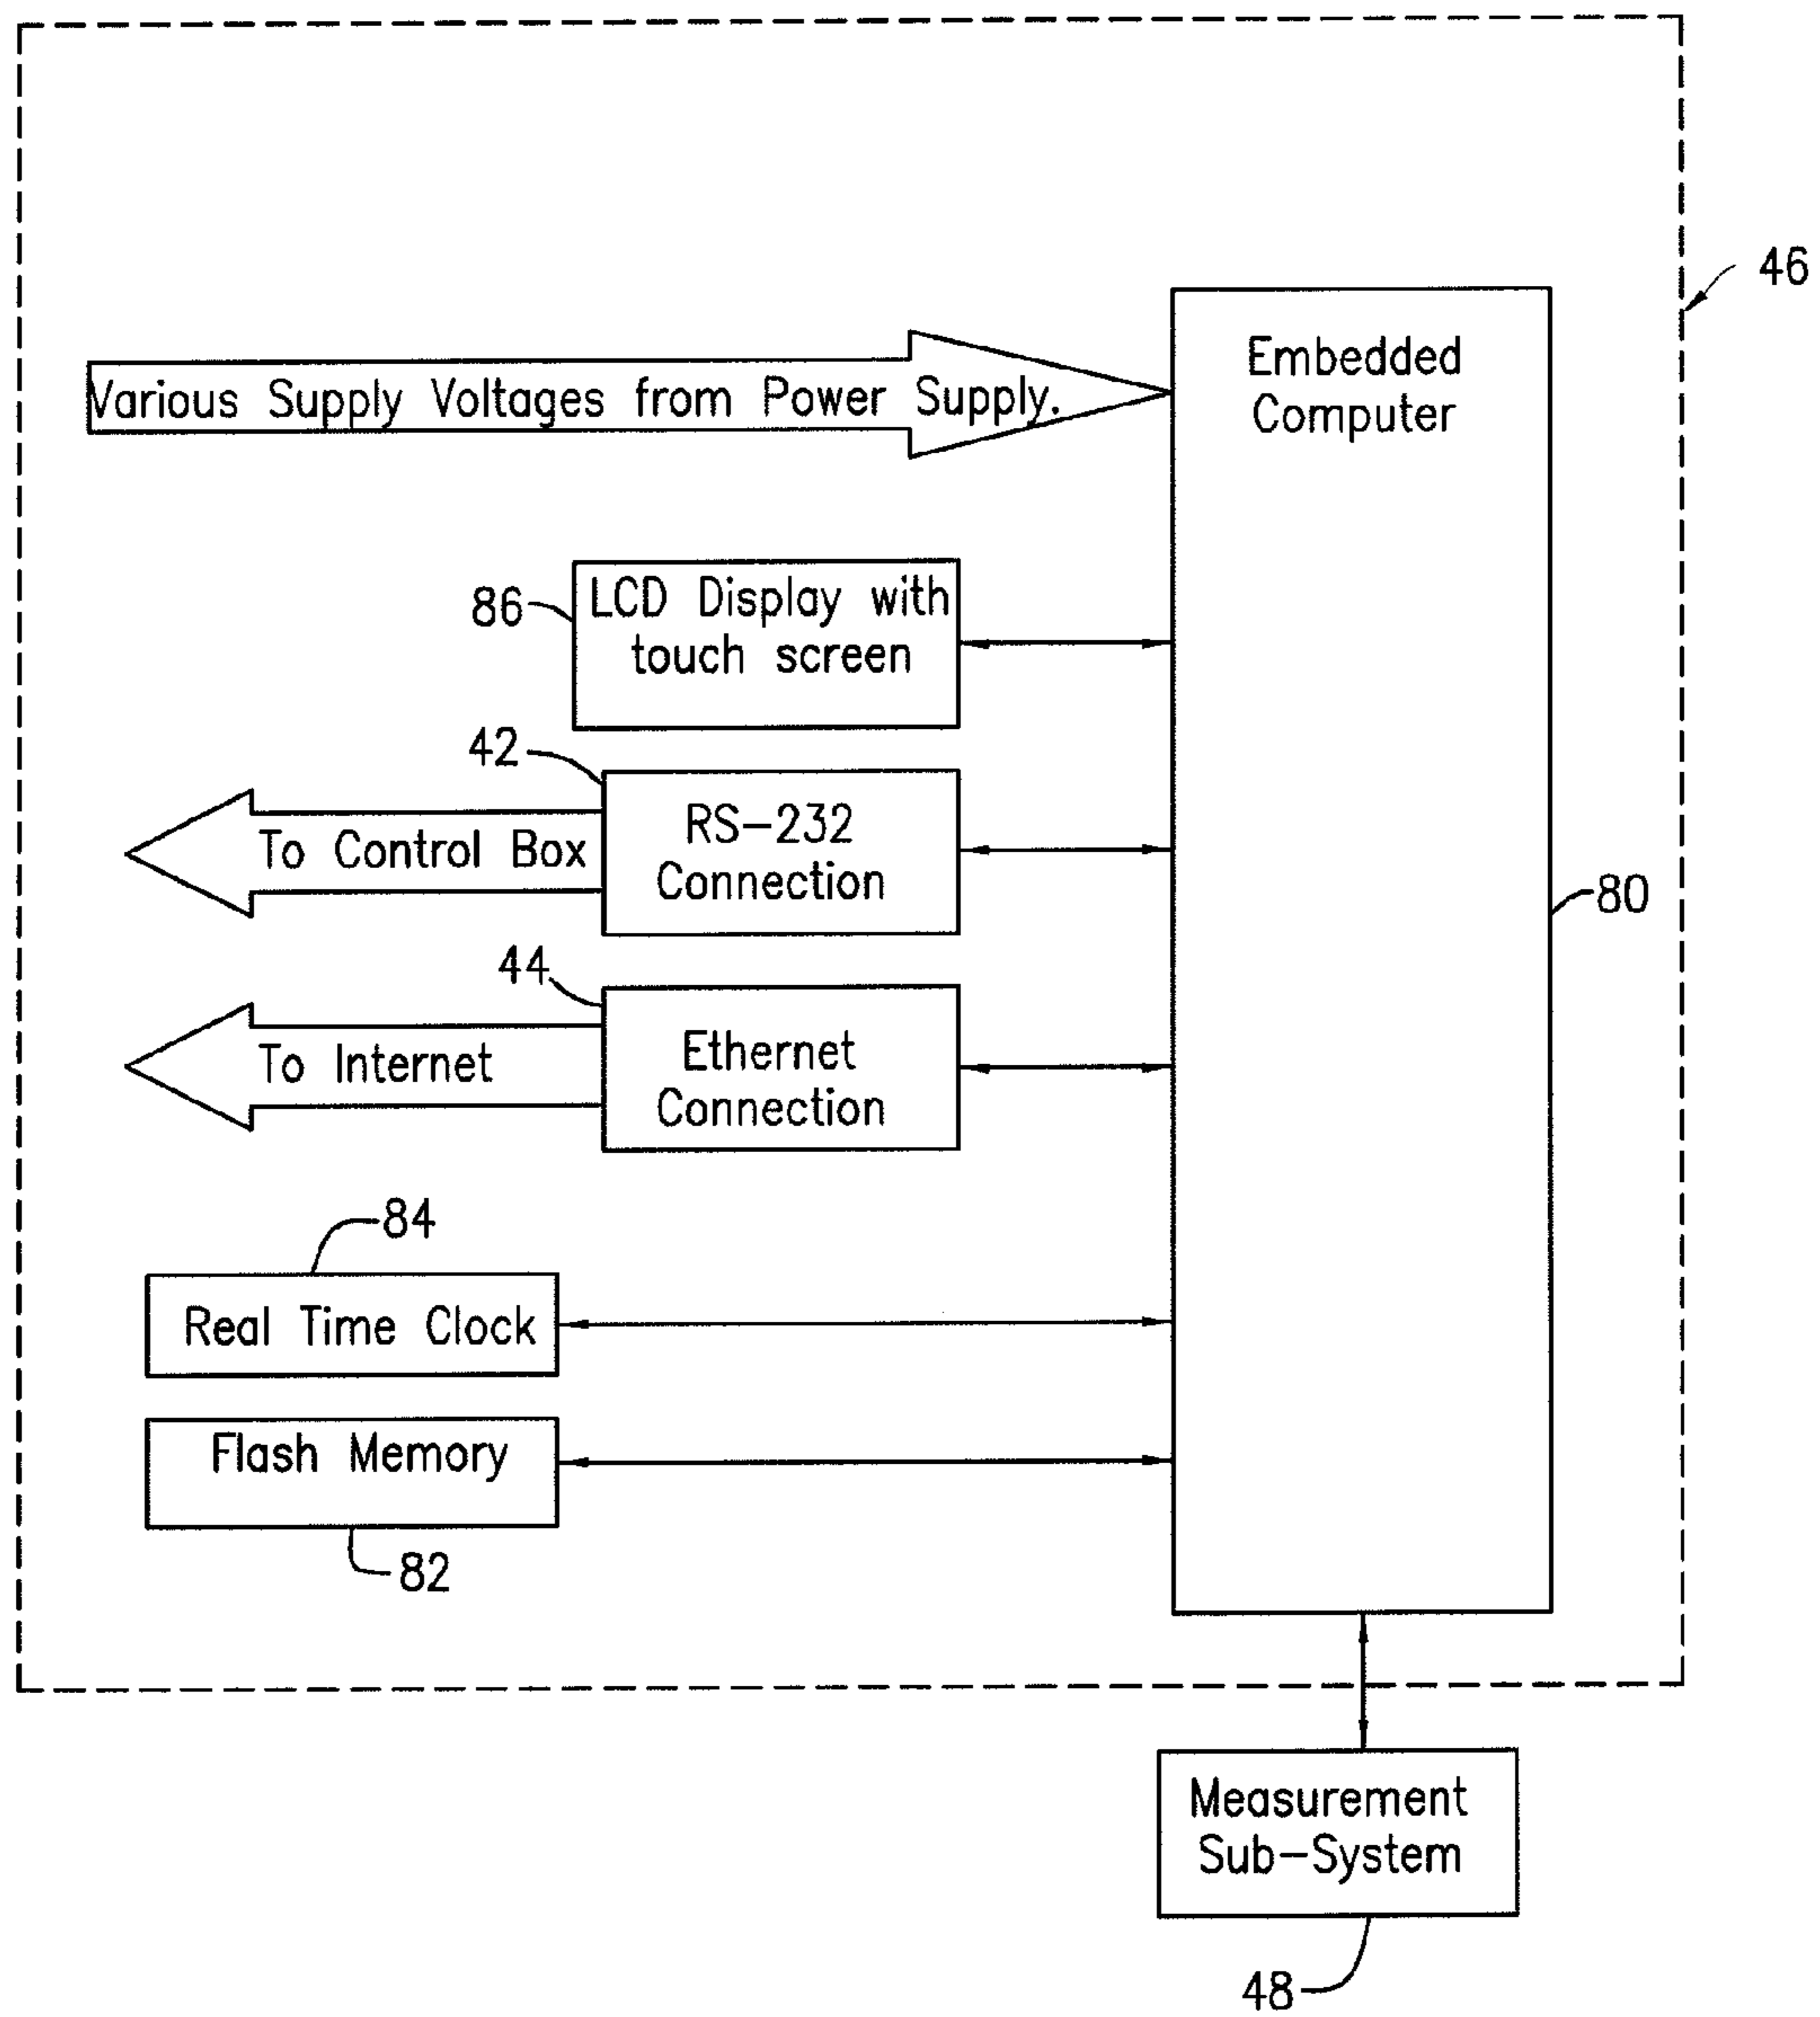 46
Embedded
Computer
Various Supply Voltages from Power Supply.
86
LCD Display with
touch screen
42
RS-232
Connection
To Control Box
80
44
Ethernet
Connection
To Internet
84
Real Time Clock
Flash Memory
82
Measurement
Sub-System
48